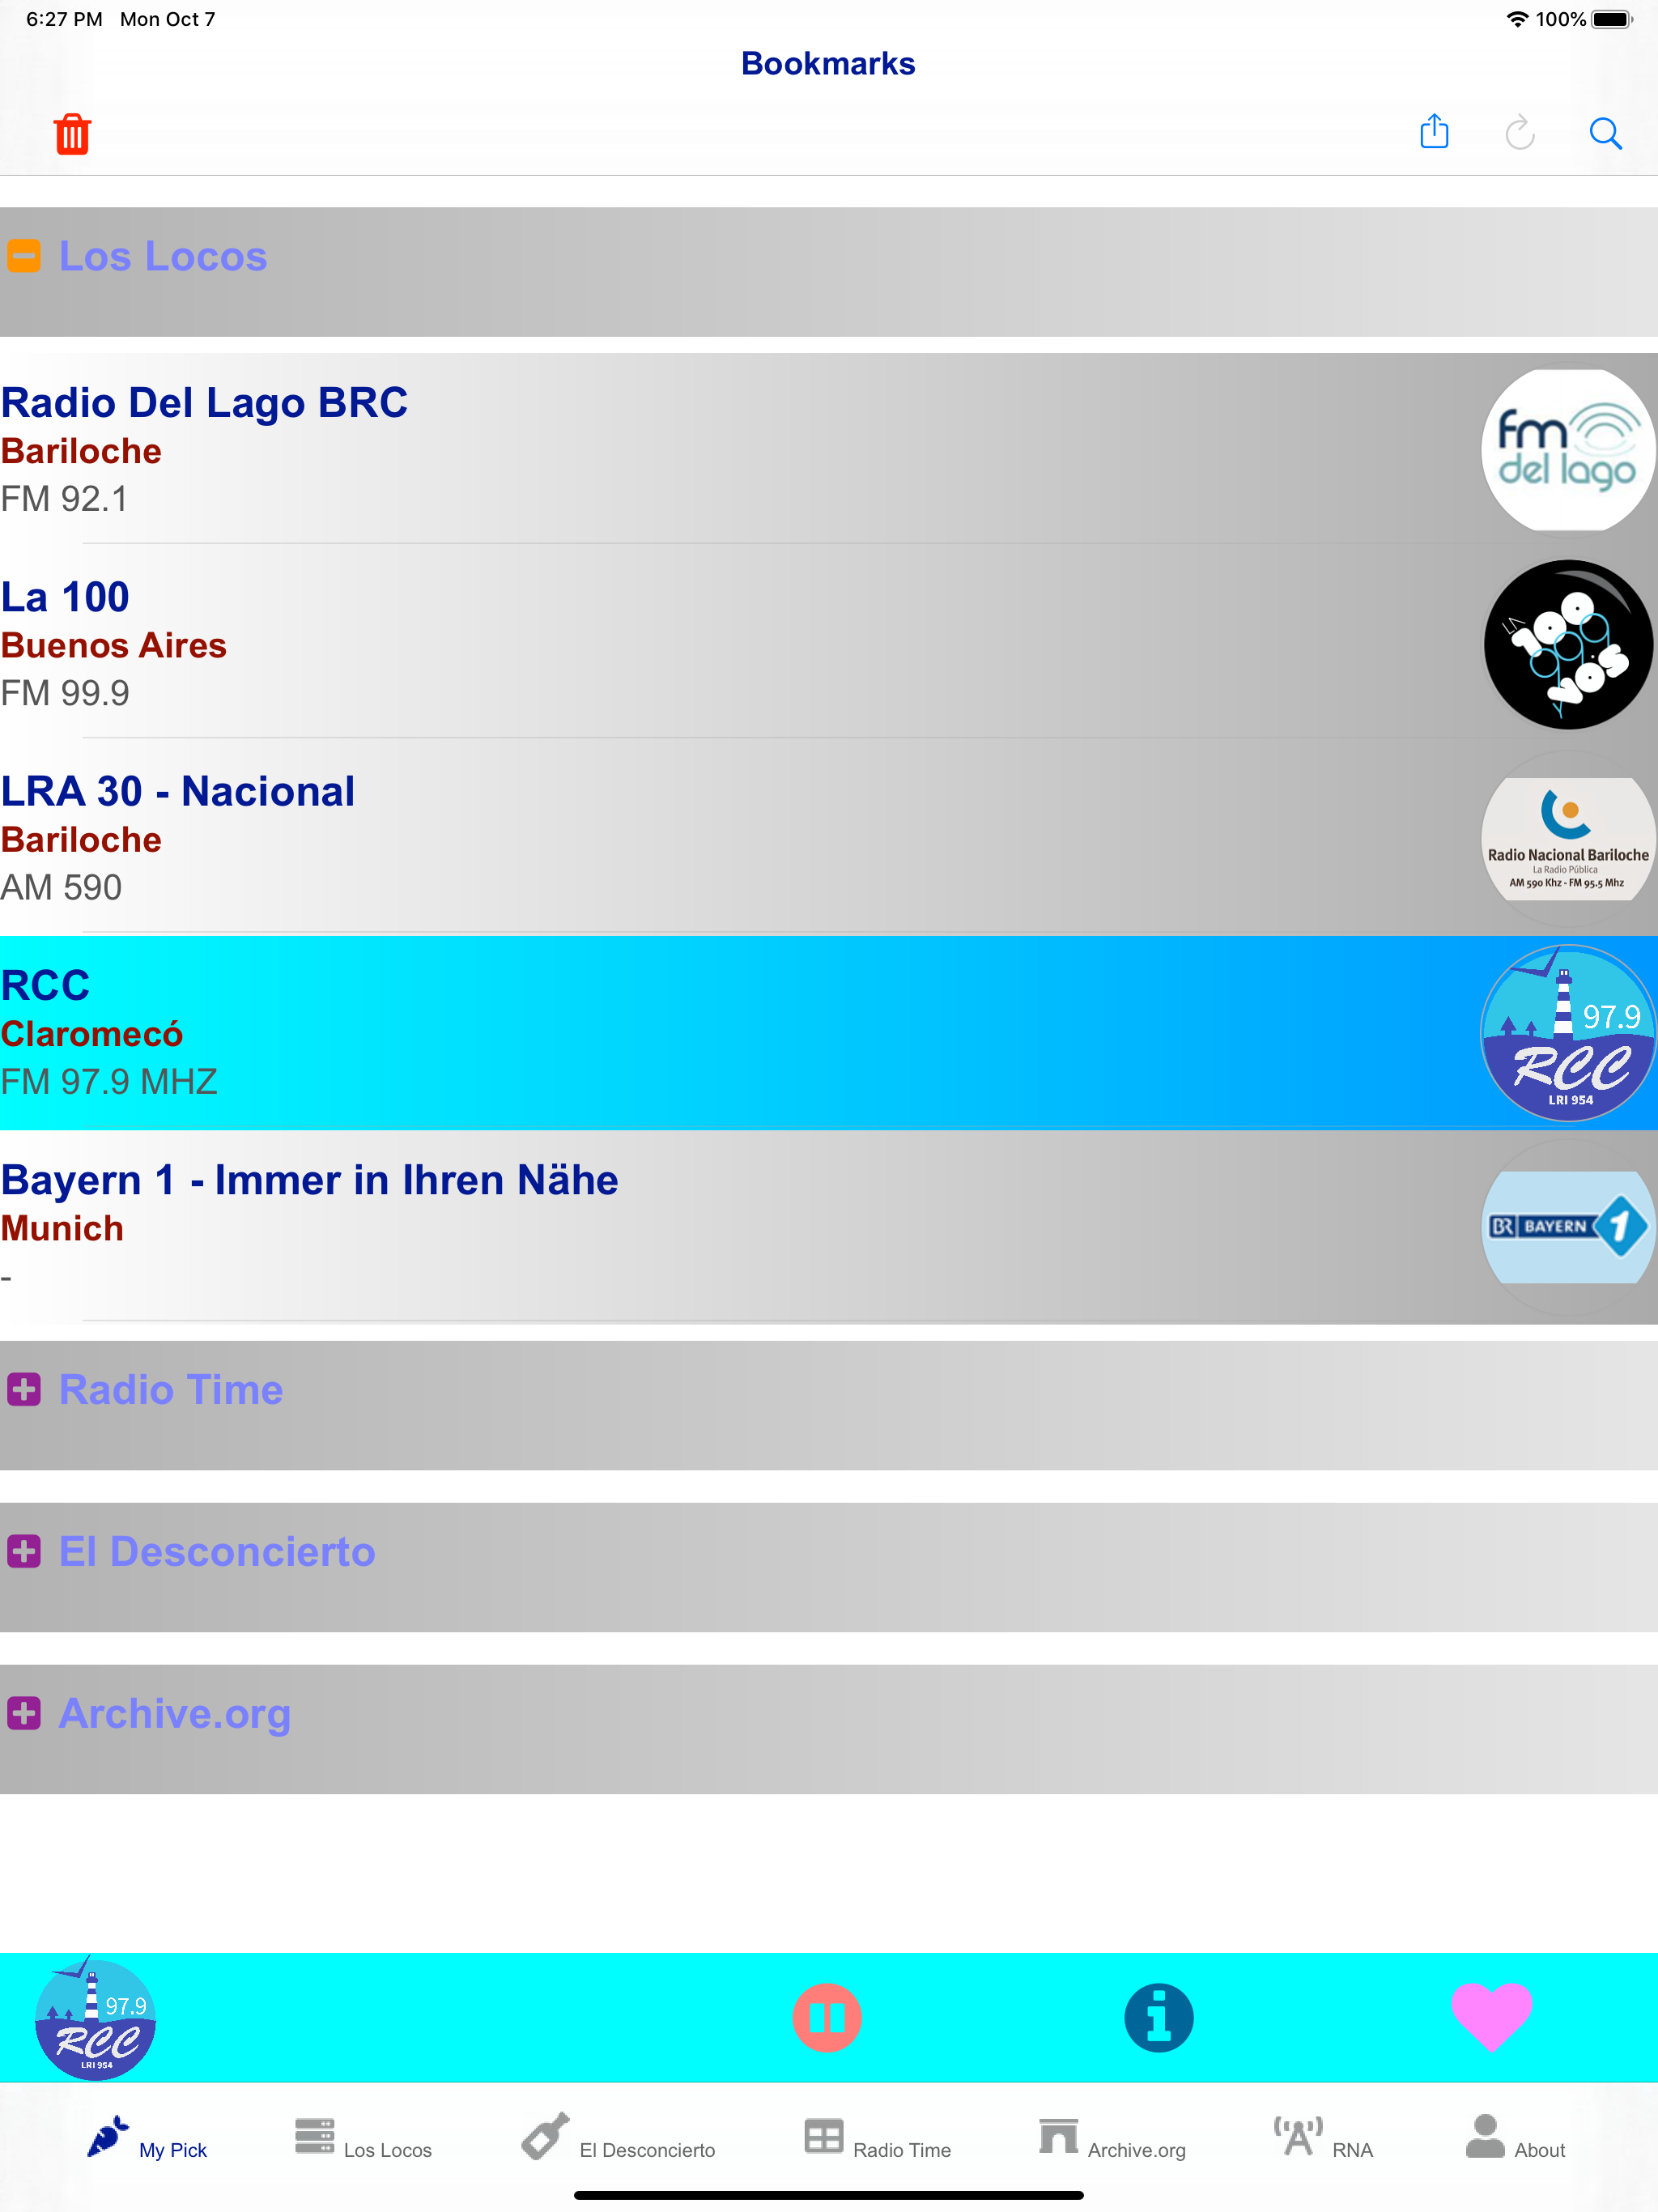 6:27 PM Mon Oct 7
100%
Bookmarks
Los Locos
Radio Del Lago BRC
Bariloche
FM 92.1
fm
del lago
La 100
Buenos Aires
FM 99.9
LA
100
999
Y VOS
LRA 30 - Nacional
Bariloche
AM 590
Radio Nacional Bariloche
La Radio Pública
AM 590 Khz - FM 95.5 Mhz
RCC
Claromecó
FM 97.9 MHZ
97.9
RCC
LRI 954
Bayern 1 - Immer in Ihren Nähe
Munich
-
BR BAYERN 1
Radio Time
El Desconcierto
Archive.org
97.9
RCC
LRI 954
My Pick
Los Locos
El Desconcierto
Radio Time
Archive.org
RNA
About